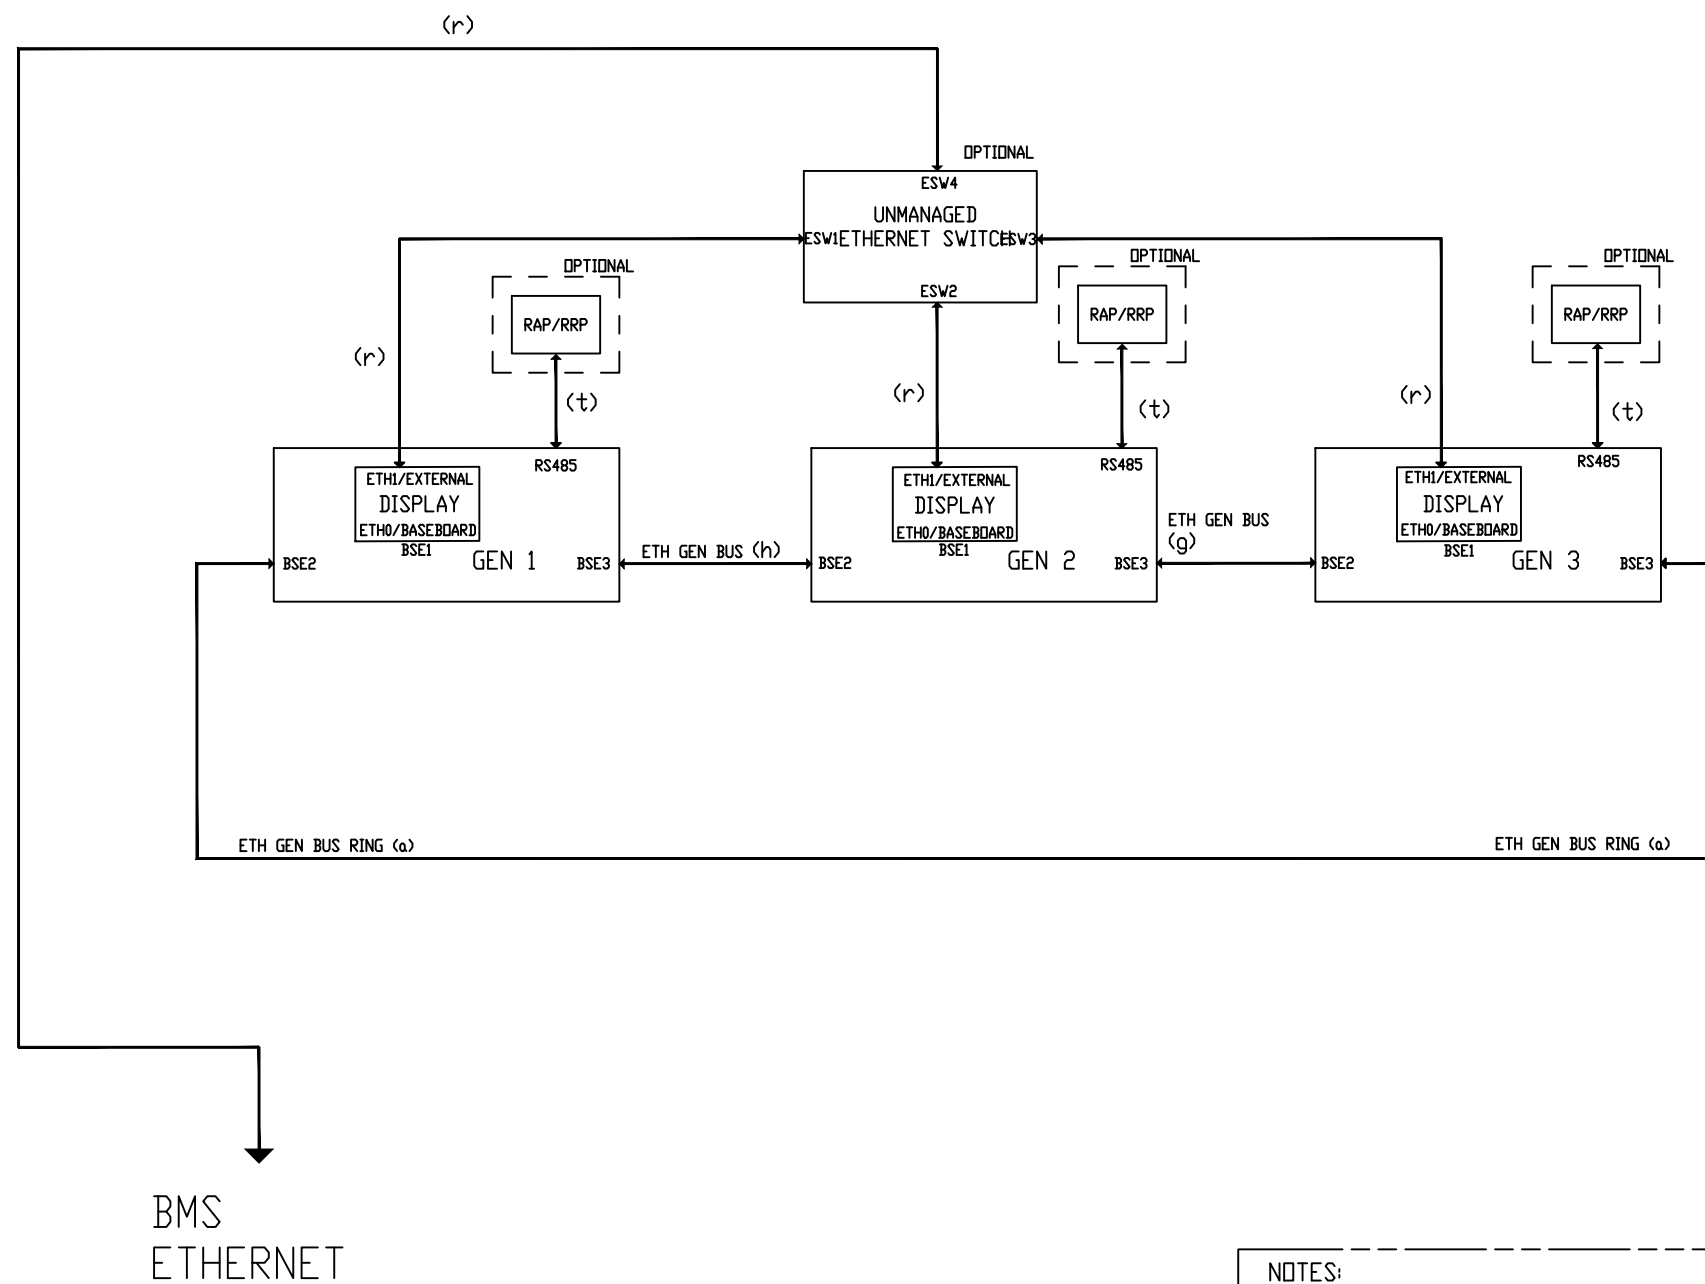 (r)
OPTIONAL
ESW4
UNMANAGED
ESW1 ETHERNET SWITCH ESW3
ESW2
OPTIONAL
RAP/RRP
OPTIONAL
RAP/RRP
OPTIONAL
RAP/RRP
(r)
(t)
(r)
(t)
(r)
(t)
RS485
ETH1/EXTERNAL
DISPLAY
ETH0/BASEBOARD
BSE1
BSE2
GEN 1
BSE3
ETH GEN BUS (h)
RS485
ETH1/EXTERNAL
DISPLAY
ETH0/BASEBOARD
BSE1
BSE2
GEN 2
BSE3
ETH GEN BUS
(g)
RS485
ETH1/EXTERNAL
DISPLAY
ETH0/BASEBOARD
BSE1
BSE2
GEN 3
BSE3
ETH GEN BUS RING (a)
ETH GEN BUS RING (a)
BMS
ETHERNET
NOTES: